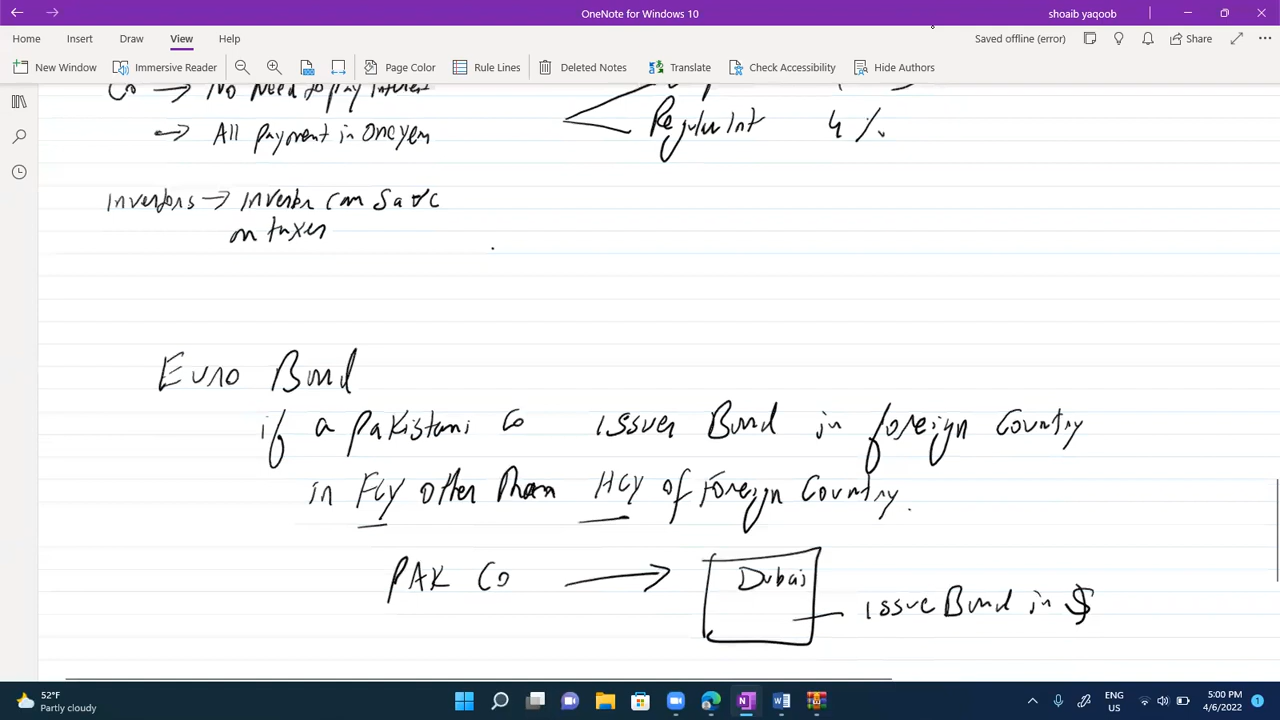 OneNote for Windows 10
shoaib yaqoob
Home Insert Draw View Help
Saved offline (error)
Share
New Window
Immersive Reader
Page Color
Rule Lines
Deleted Notes
Translate
Check Accessibility
Hide Authors
Co → No need to pay interest
→ All payment in one year
Regular Int 4 %
Investors → Investor can save
on taxes
Euro Bond
if a Pakistani Co issues Bond in foreign Country
in FCY other than HCY of Foreign Country.
PAK Co → Dubai
issue Bond in $
52°F
Partly cloudy
ENG
US
5:00 PM
4/6/2022
1